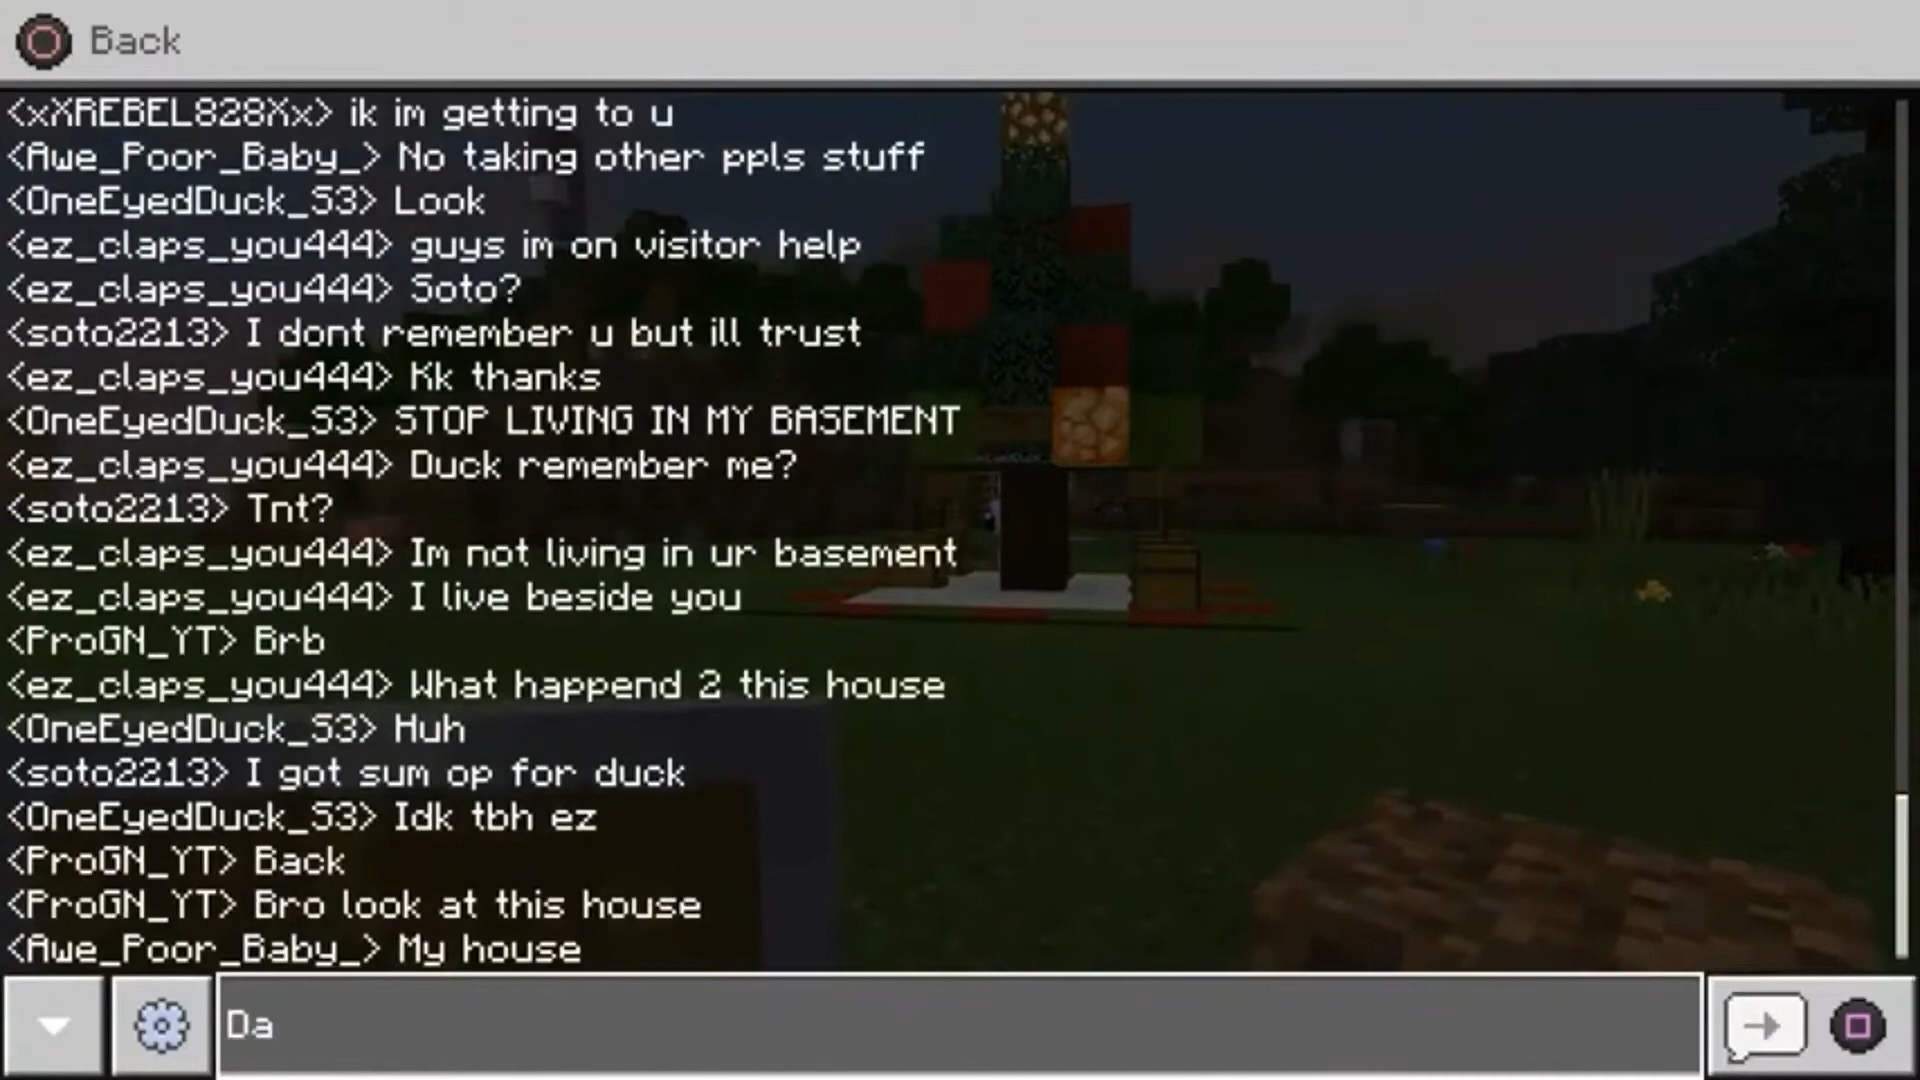 Back
<xXREBEL828Xx> ik im getting to u
<Awe_Poor_Baby_> No taking other ppls stuff
<OneEyedDuck_53> Look
<ez_claps_you444> guys im on visitor help
<ez_claps_you444> Soto?
<soto2213> I dont remember u but ill trust
<ez_claps_you444> Kk thanks
<OneEyedDuck_53> STOP LIVING IN MY BASEMENT
<ez_claps_you444> Duck remember me?
<soto2213> Tnt?
<ez_claps_you444> Im not living in ur basement
<ez_claps_you444> I live beside you
<ProGN_YT> Brb
<ez_claps_you444> What happend 2 this house
<OneEyedDuck_53> Huh
<soto2213> I got sum op for duck
<OneEyedDuck_53> Idk tbh ez
<ProGN_YT> Back
<ProGN_YT> Bro look at this house
<Awe_Poor_Baby_> My house
Da